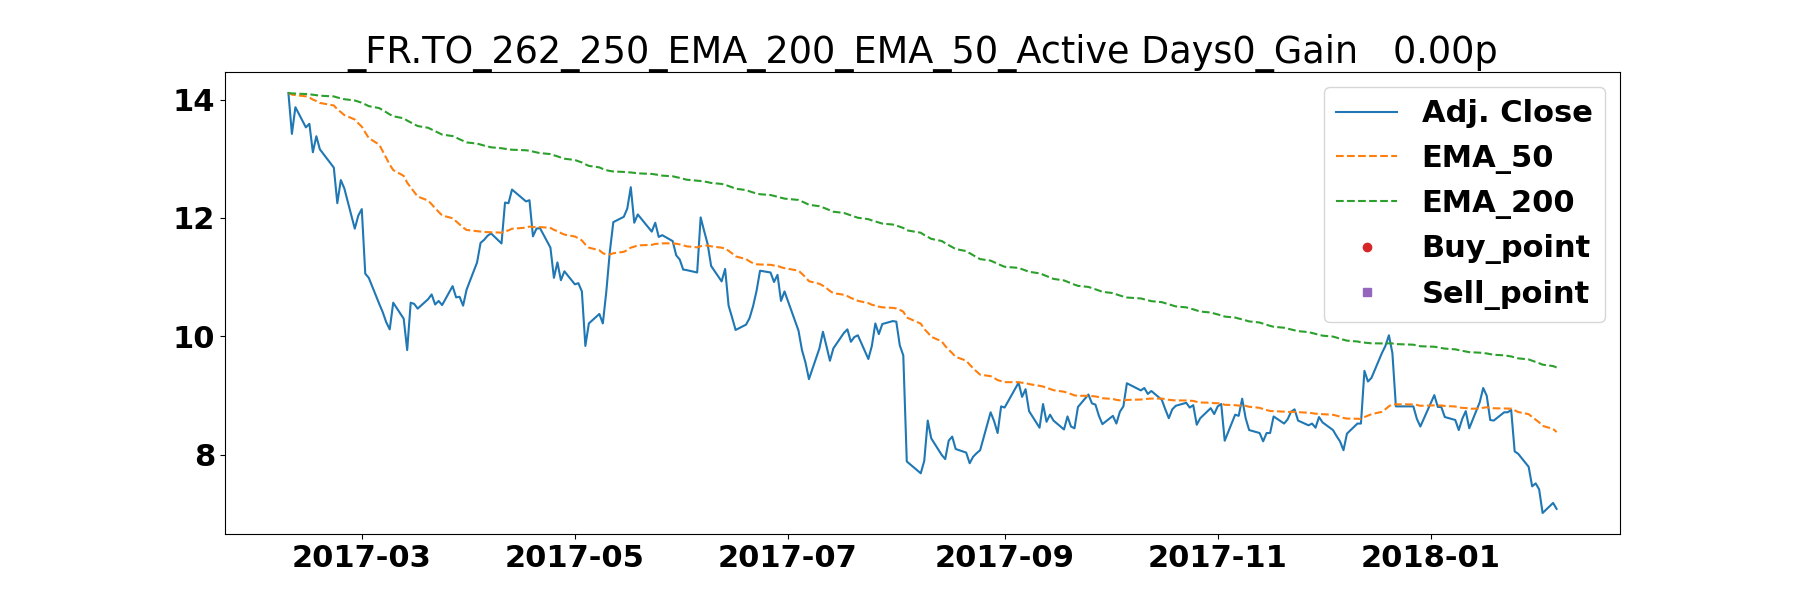 _FR.TO_262_250_EMA_200_EMA_50_Active Days0_Gain   0.00p
14
12
10
8
Adj. Close
EMA_50
EMA_200
Buy_point
Sell_point
2017-03 2017-05 2017-07 2017-09 2017-11 2018-01